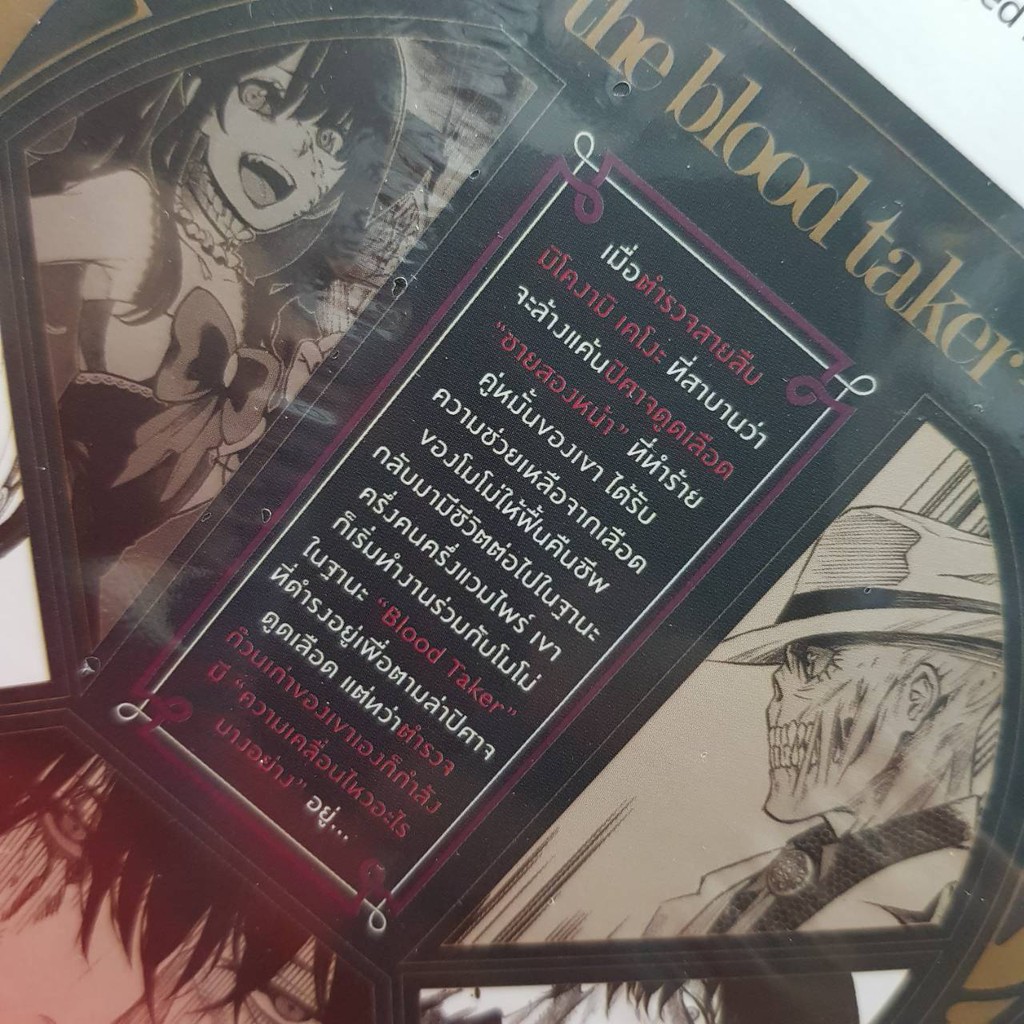 the blood taker
เมื่อตำรวจสายสืบ
มิโคงามิ เคโงะ ที่สาบานว่า
จะล้างแค้นปิศาจดูดเลือด
“ชายสองหน้า” ที่ทำร้าย
คู่หมั้นของเขา ได้รับ
ความช่วยเหลือจากเลือด
ของโมโม่ให้ฟื้นคืนชีพ
กลับมามีชีวิตต่อไปในฐานะ
ครึ่งคนครึ่งแวมไพร์ เขา
ก็เริ่มทำงานร่วมกับโมโม่
ในฐานะ “Blood Taker”
ที่ดำรงอยู่เพื่อตามล่าปิศาจ
ดูดเลือด แต่ทว่าตำรวจ
ก๊วนเก่าของเขาเองก็กำลัง
มี “ความเคลื่อนไหวอะไร
บางอย่าง” อยู่...